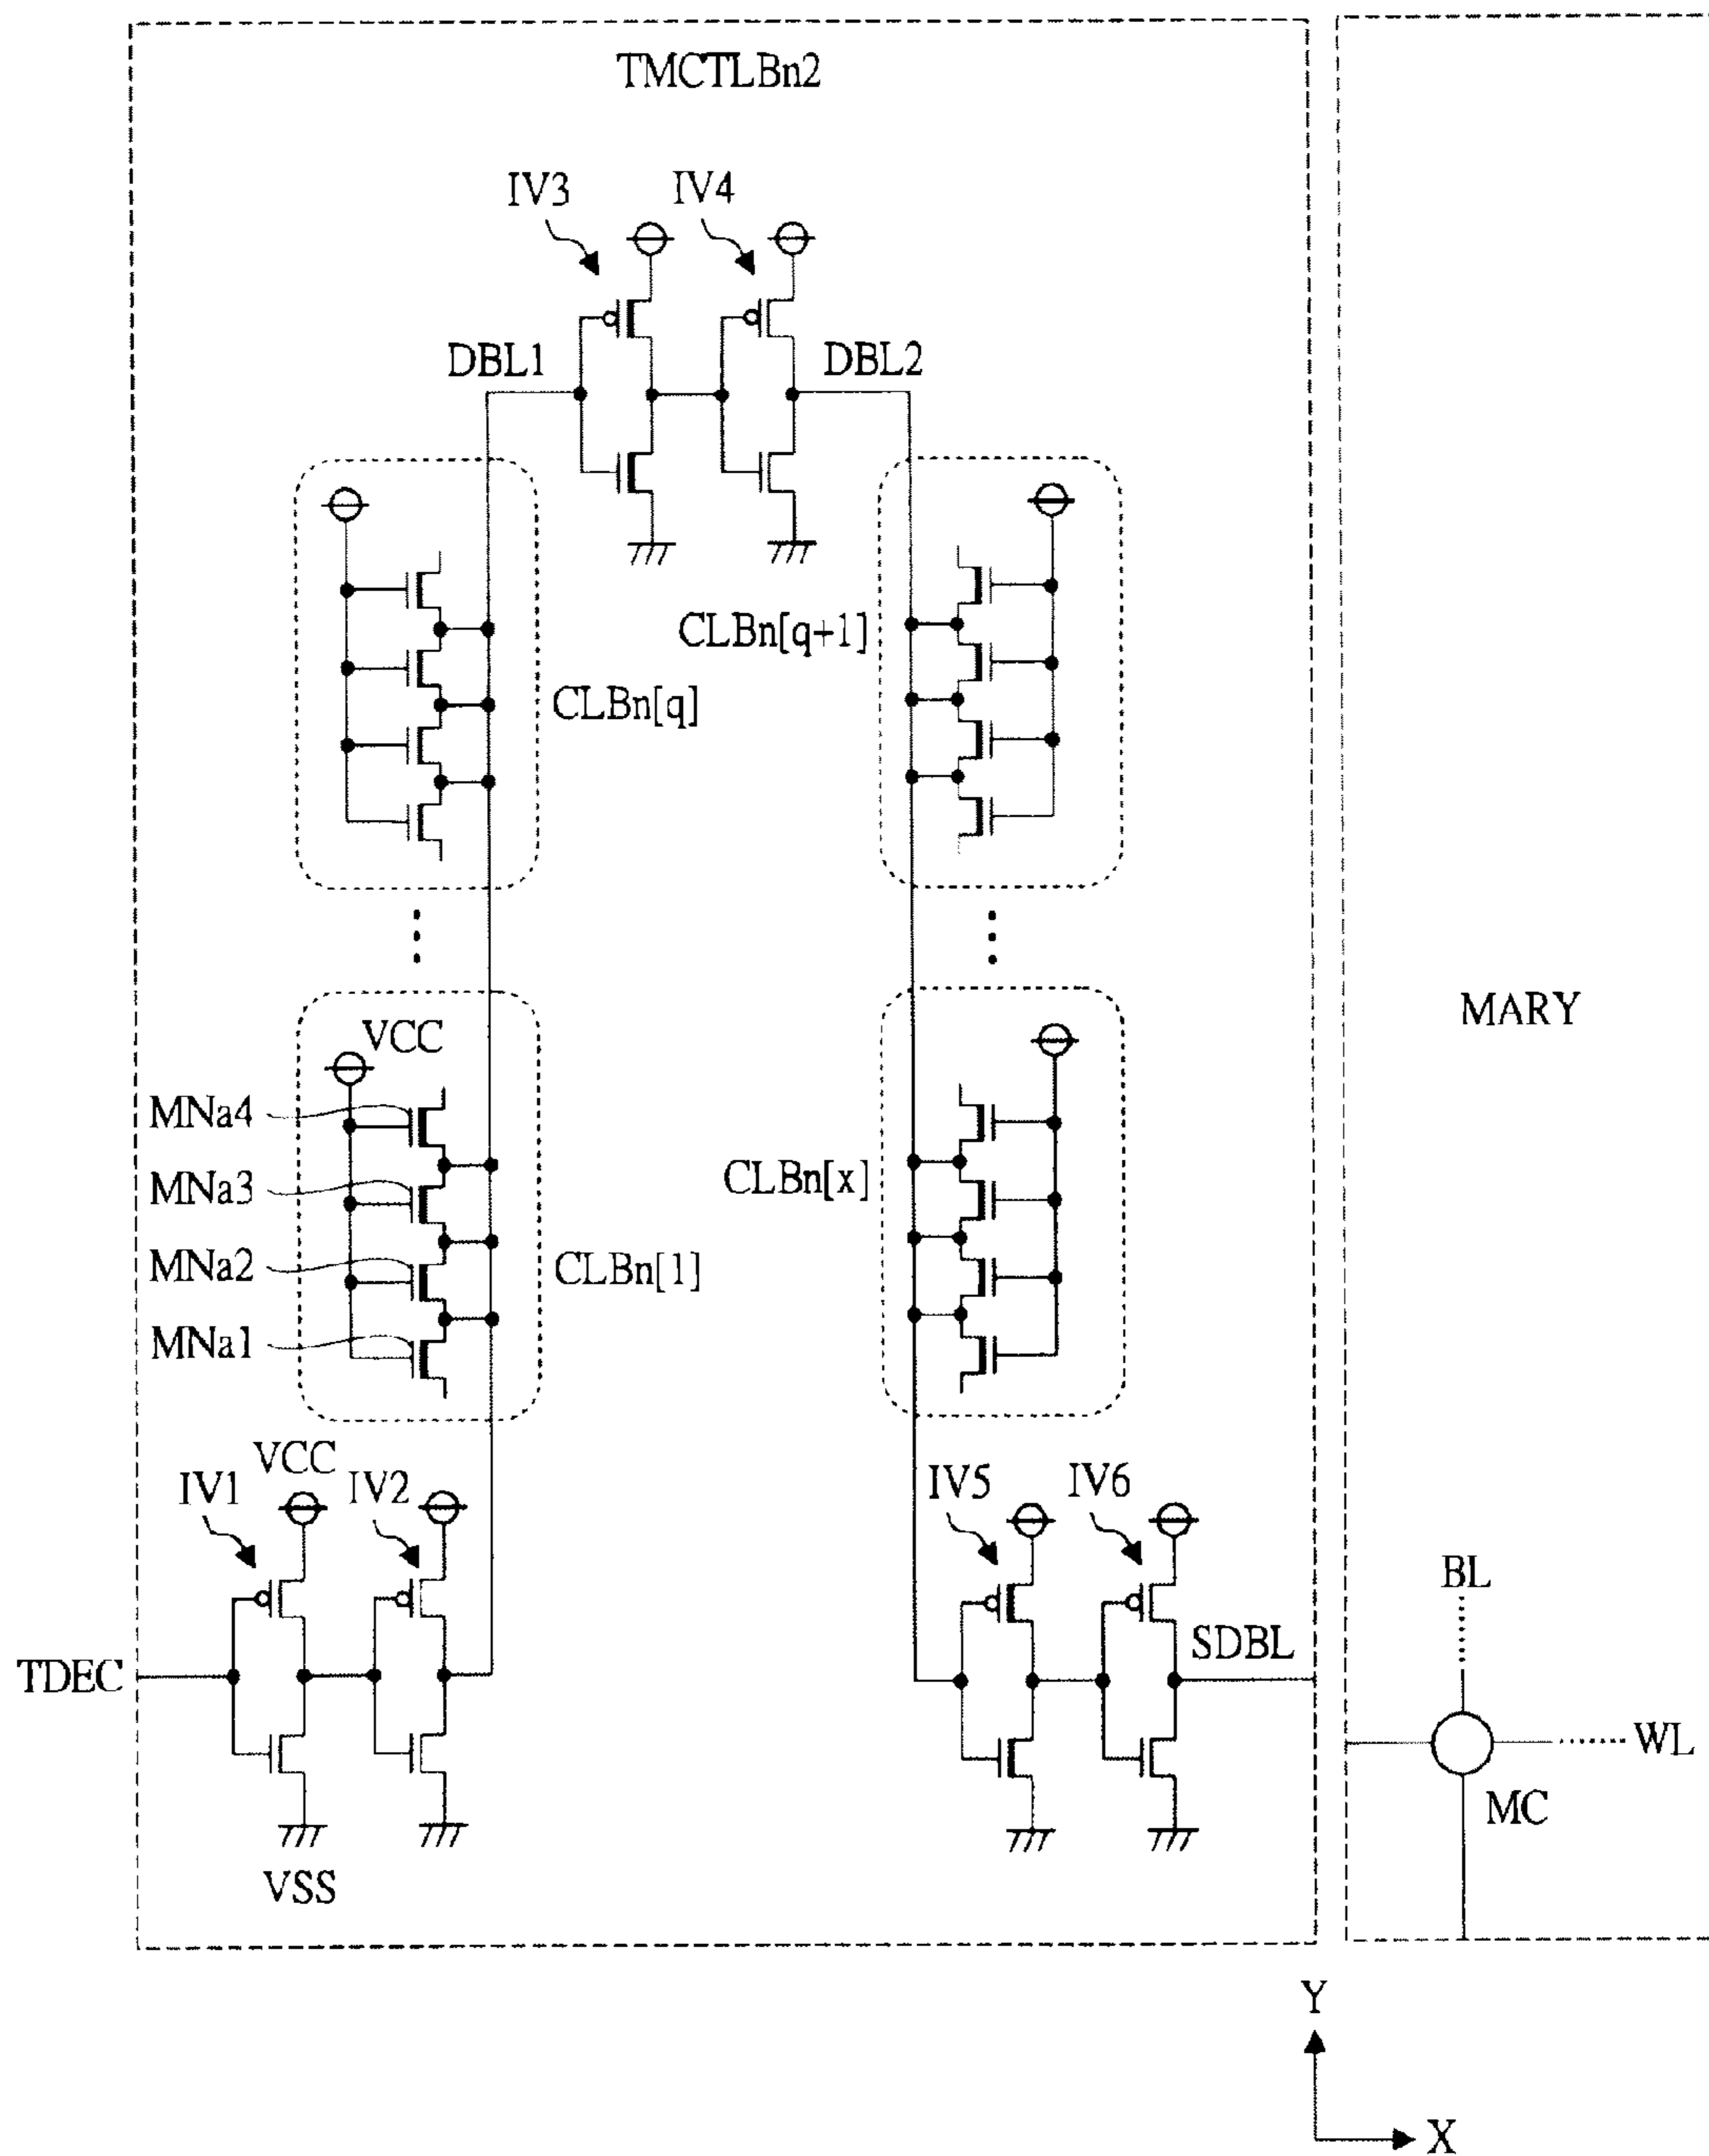 TMCTLBn2
IV3
IV4
DBL1
DBL2
CLBn[q+1]
CLBn[q]
MARY
VCC
MNa4
MNa3
CLBn[x]
MNa2
CLBn[1]
MNa1
VCC
IV1
IV2
IV5
IV6
BL
SDBL
TDEC
WL
MC
VSS
Y
X